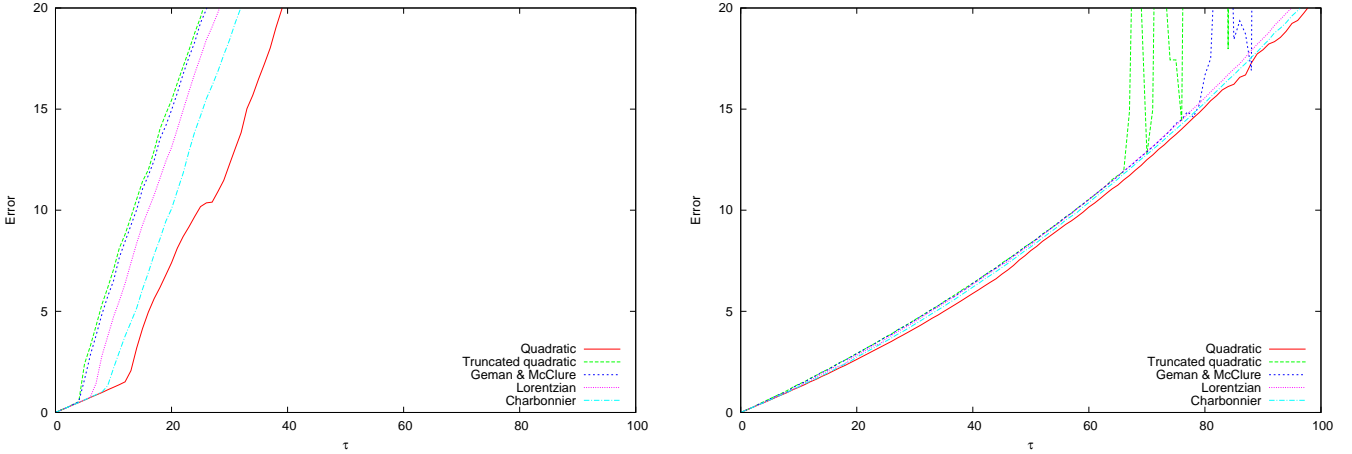 20
15
10
5
0
Error
Quadratic
Truncated quadratic
Geman & McClure
Lorentzian
Charbonnier
0 20 40 60 80 100
τ
20
15
10
5
0
Error
Quadratic
Truncated quadratic
Geman & McClure
Lorentzian
Charbonnier
0 20 40 60 80 100
τ